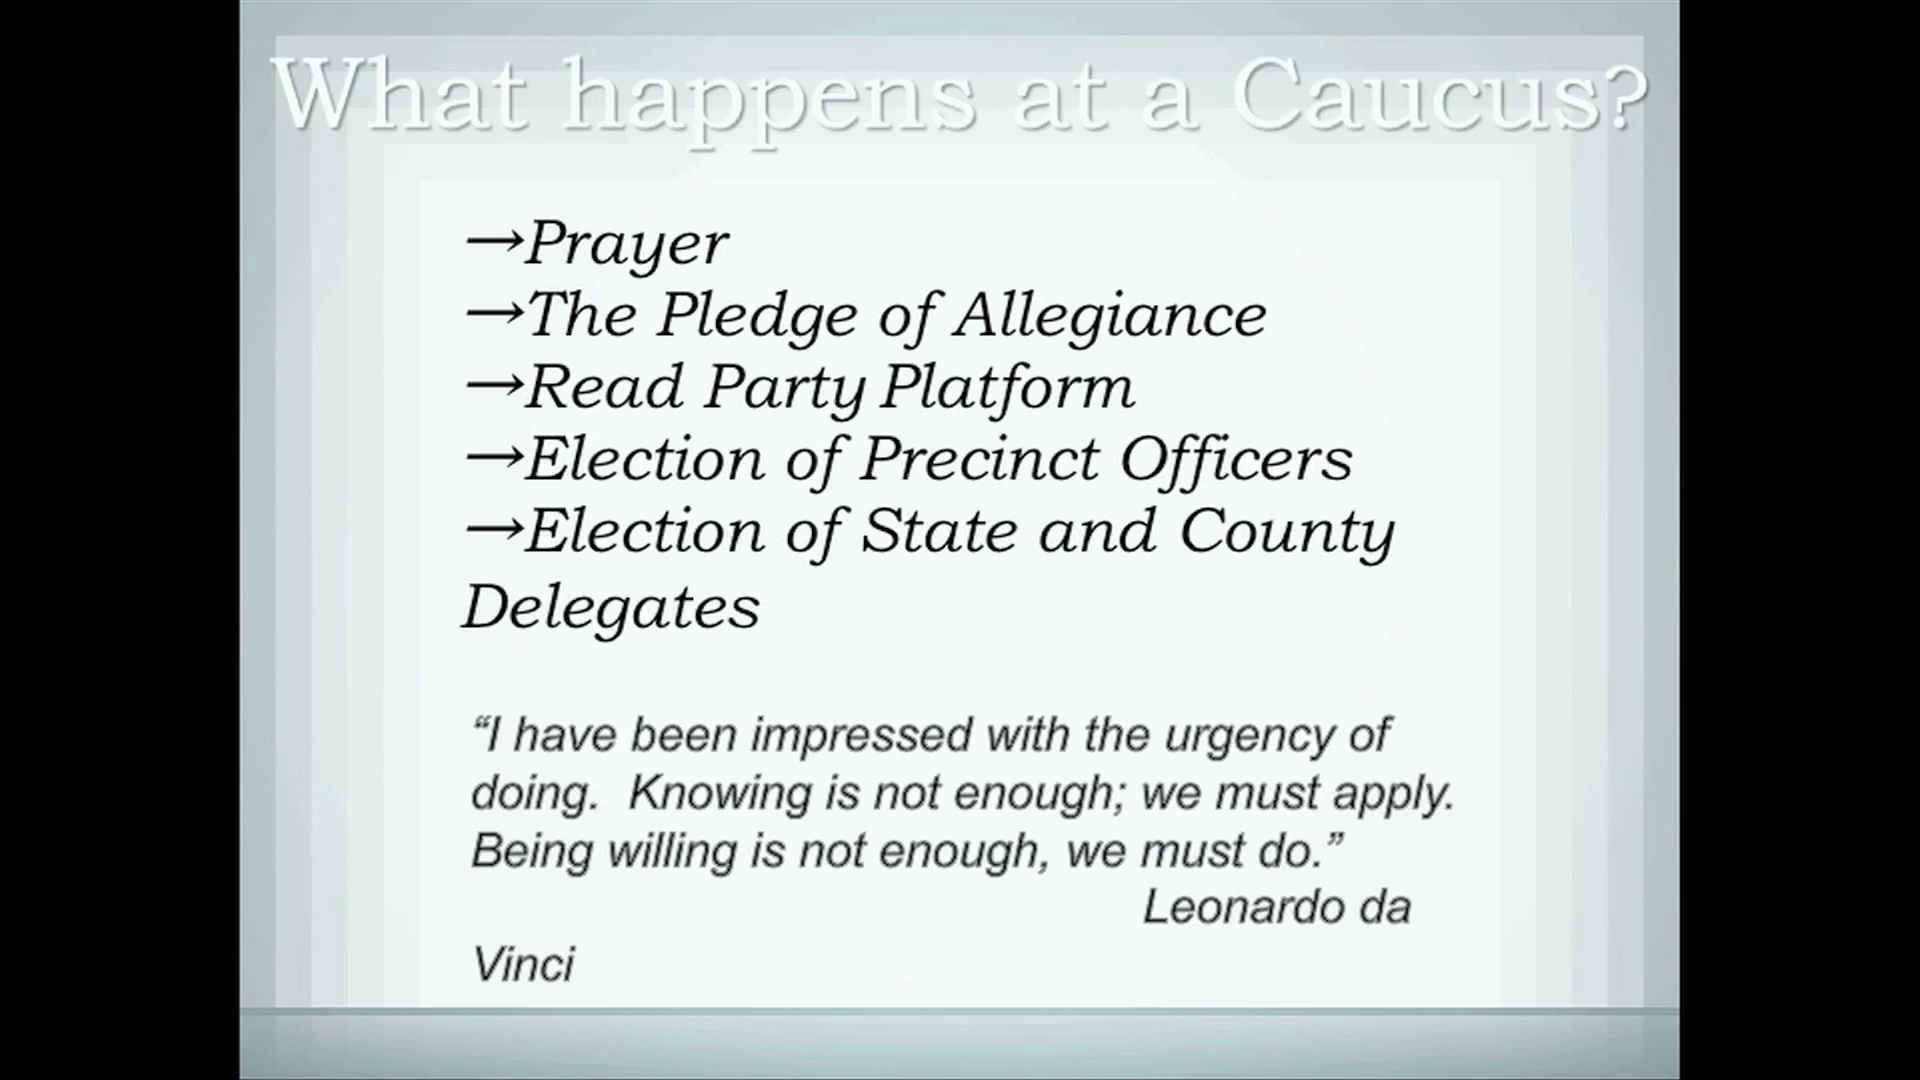 What happens at a Caucus?
→Prayer
→The Pledge of Allegiance
→Read Party Platform
→Election of Precinct Officers
→Election of State and County
Delegates
“I have been impressed with the urgency of
doing.  Knowing is not enough; we must apply.
Being willing is not enough, we must do.”
Leonardo da
Vinci